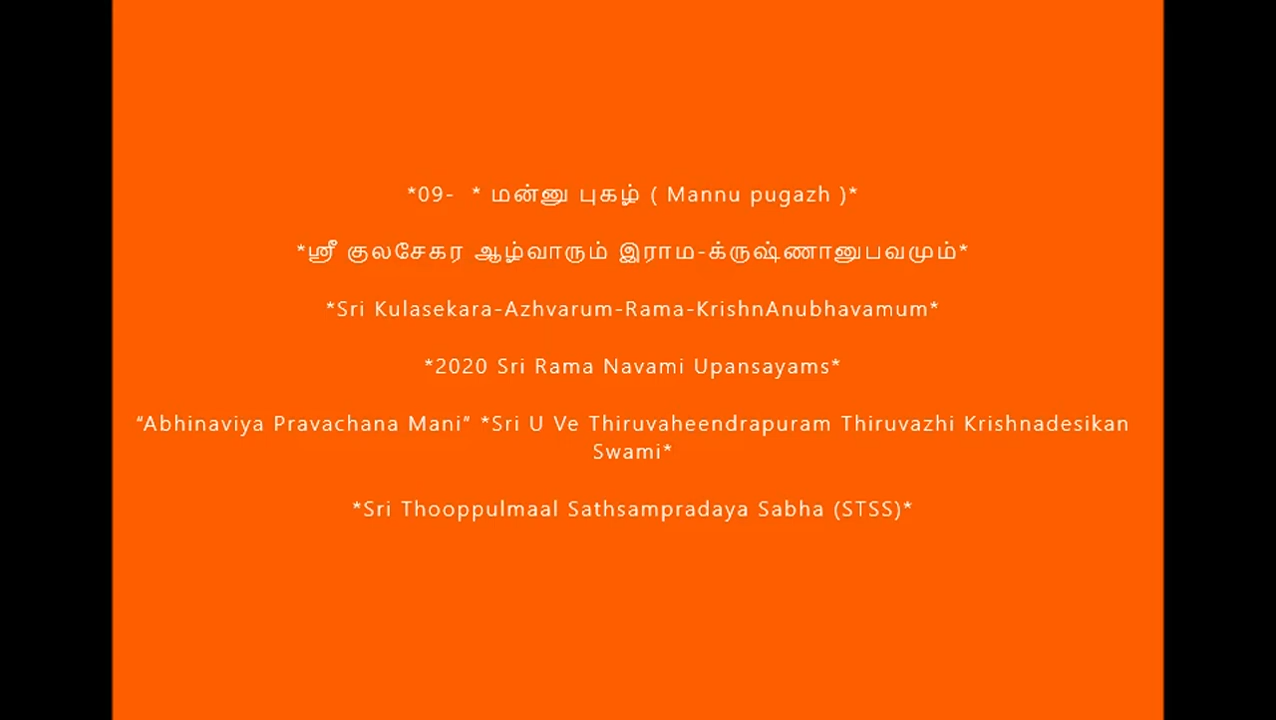 *09-  * மன்னு புகழ் ( Mannu pugazh )*
*ஸ்ரீ குலசேகர ஆழ்வாரும் இராம-க்ருஷ்ணானுபவமும்*
*Sri Kulasekara-Azhvarum-Rama-KrishnAnubhavamum*
*2020 Sri Rama Navami Upansayams*
“Abhinaviya Pravachana Mani” *Sri U Ve Thiruvaheendrapuram Thiruvazhi Krishnadesikan
Swami*
*Sri Thooppulmaal Sathsampradaya Sabha (STSS)*